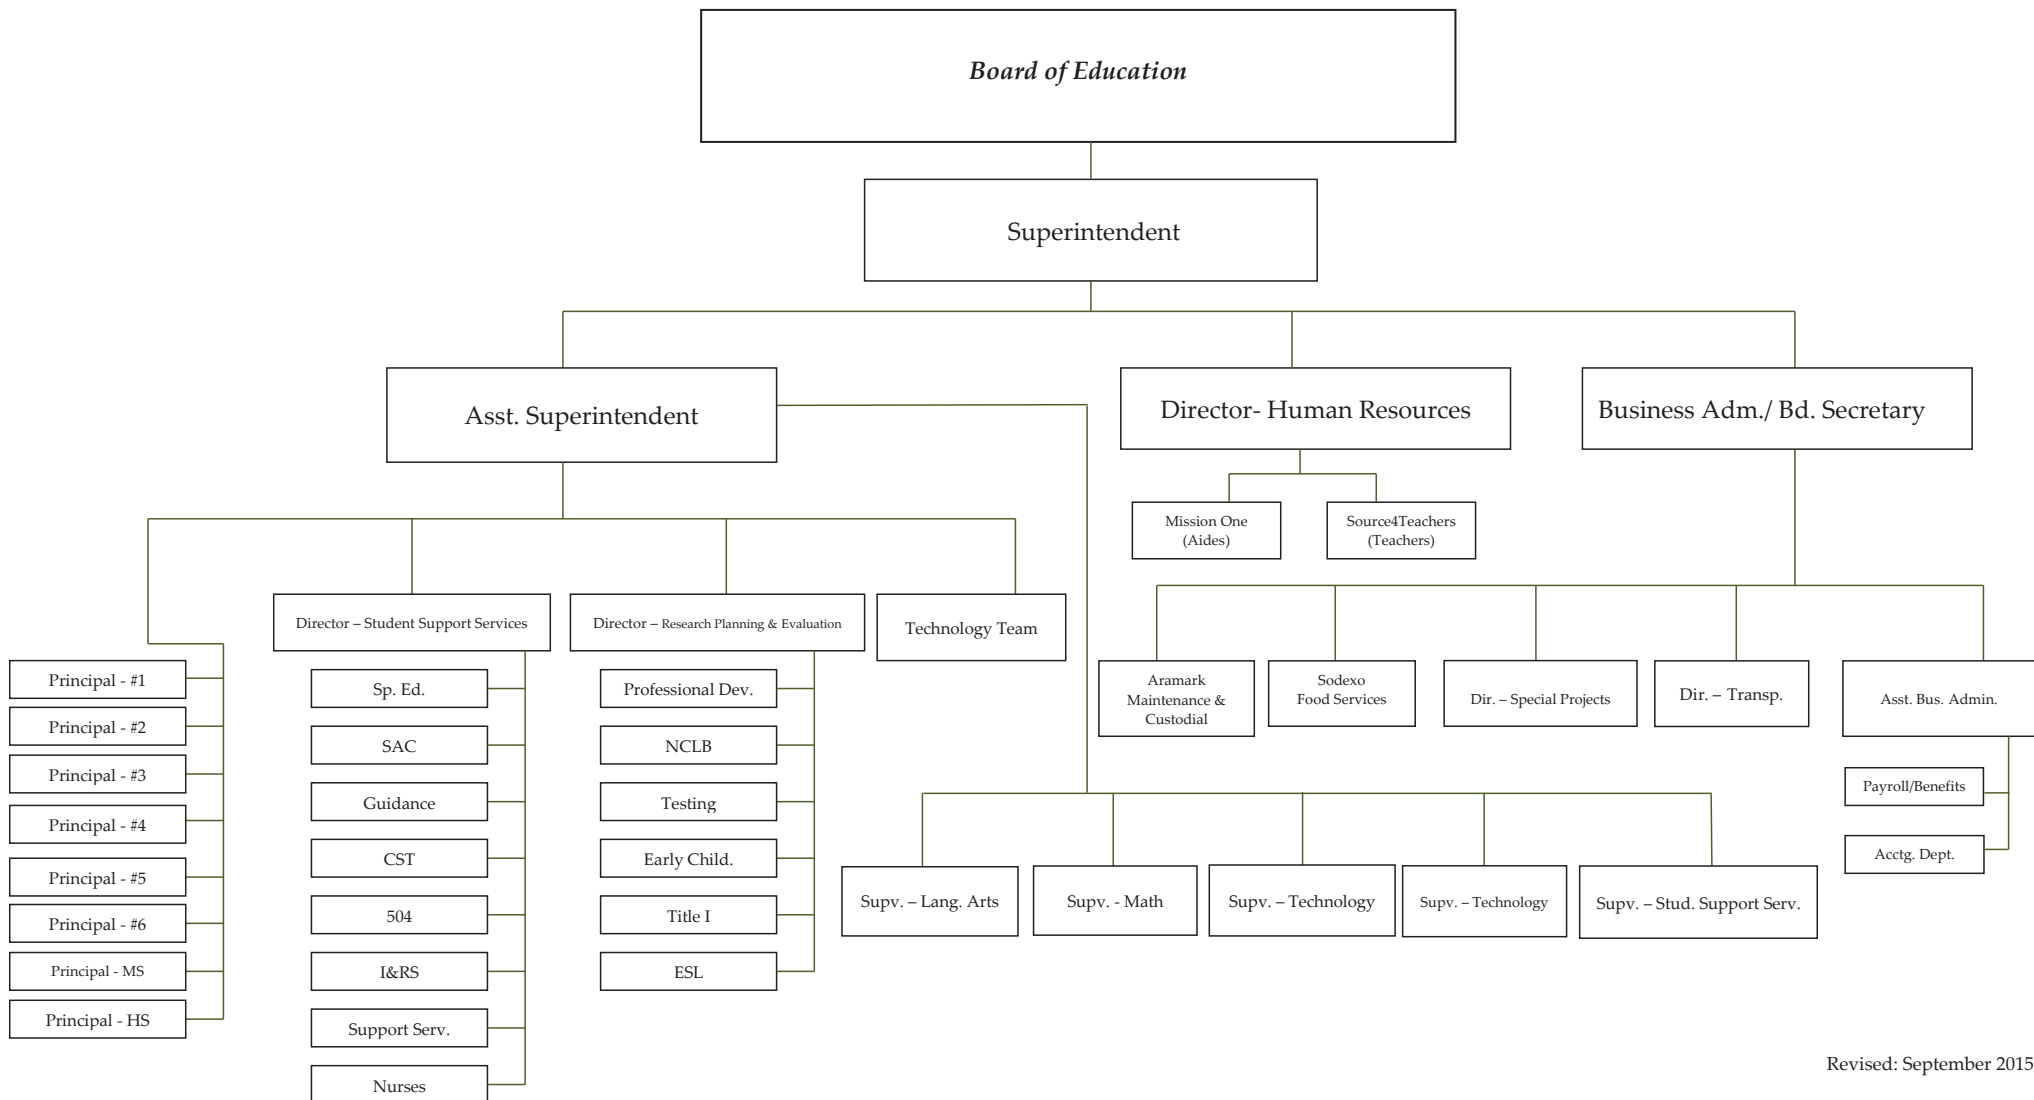 Board of Education
Superintendent
Asst. Superintendent
Director- Human Resources
Business Adm./ Bd. Secretary
Mission One
(Aides)
Source4Teachers
(Teachers)
Director – Student Support Services
Director – Research Planning & Evaluation
Technology Team
Principal - #1
Principal - #2
Principal - #3
Principal - #4
Principal - #5
Principal - #6
Principal - MS
Principal - HS
Sp. Ed.
SAC
Guidance
CST
504
I&RS
Support Serv.
Nurses
Professional Dev.
NCLB
Testing
Early Child.
Title I
ESL
Aramark
Maintenance &
Custodial
Sodexo
Food Services
Dir. – Special Projects
Dir. – Transp.
Asst. Bus. Admin.
Payroll/Benefits
Acctg. Dept.
Supv. – Lang. Arts
Supv. - Math
Supv. – Technology
Supv. – Technology
Supv. – Stud. Support Serv.
Revised: September 2015